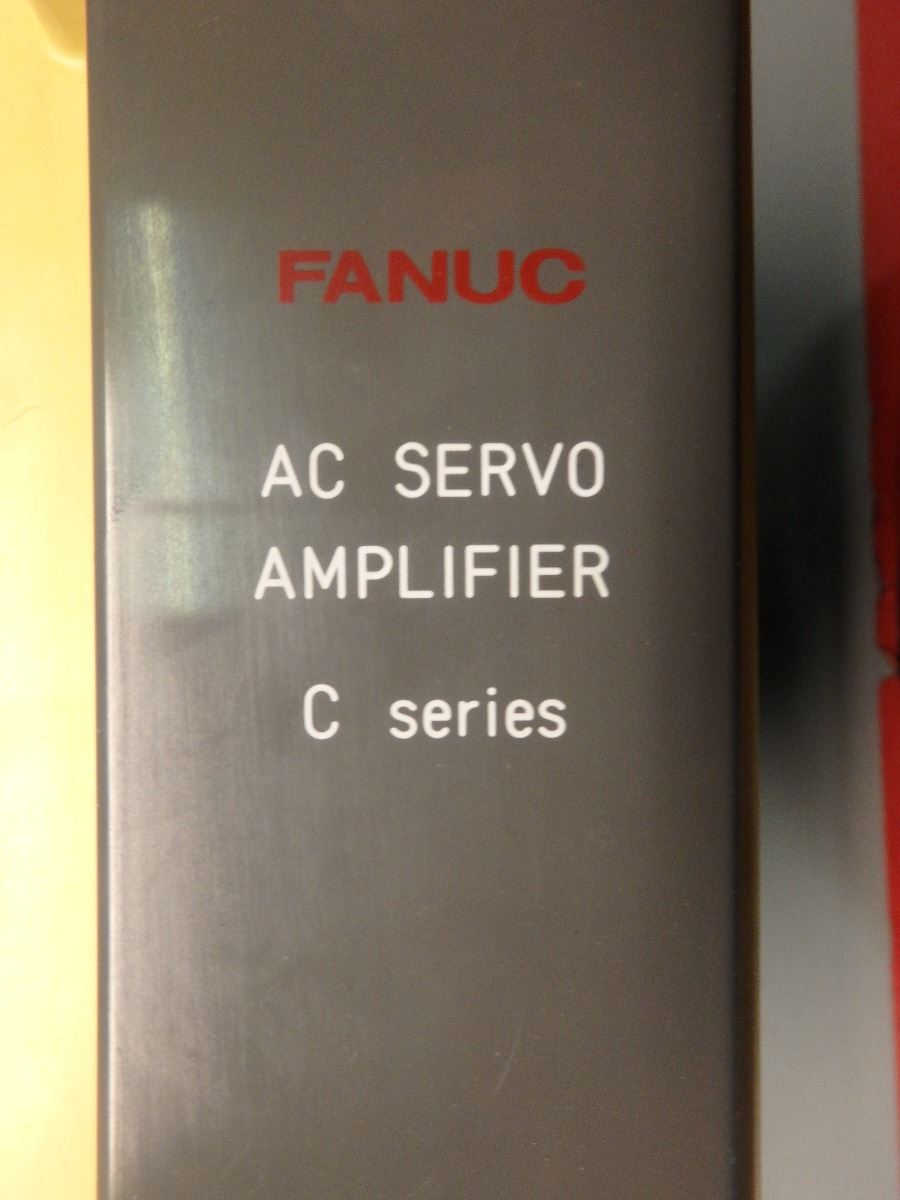 FANUC
AC SERVO
AMPLIFIER
C series